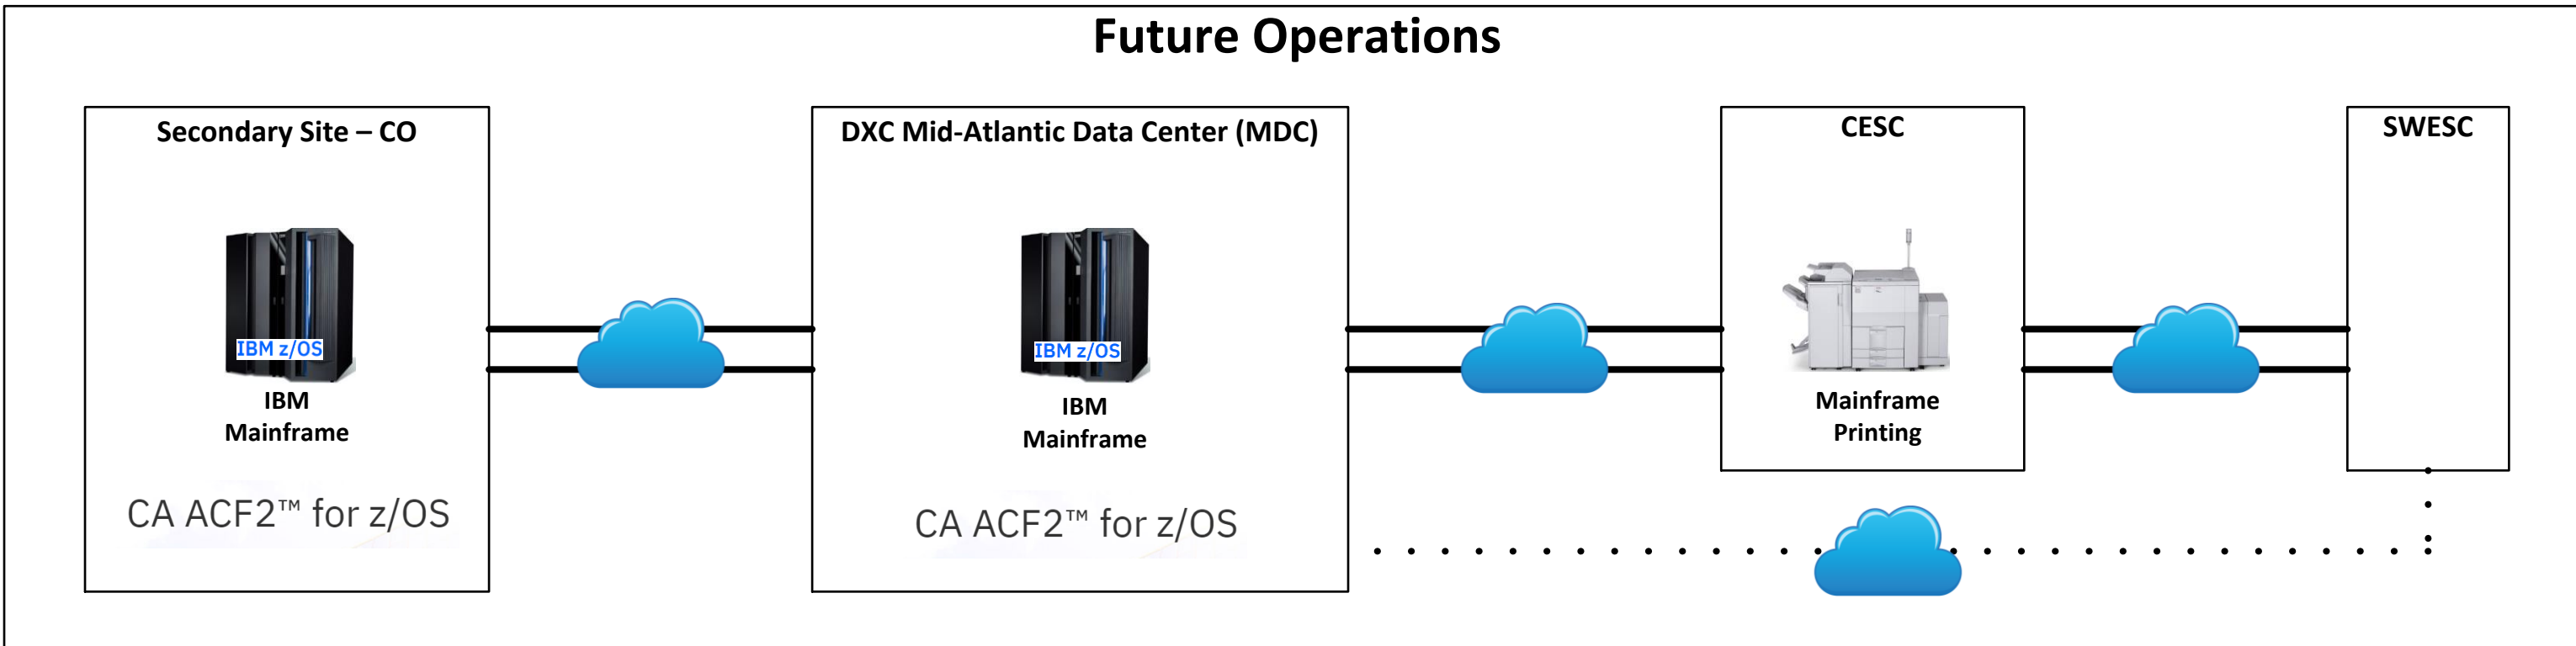 Future Operations
Secondary Site – CO
IBM z/OS
IBM
Mainframe
CA ACF2™ for z/OS
DXC Mid-Atlantic Data Center (MDC)
IBM z/OS
IBM
Mainframe
CA ACF2™ for z/OS
CESC
Mainframe
Printing
SWESC